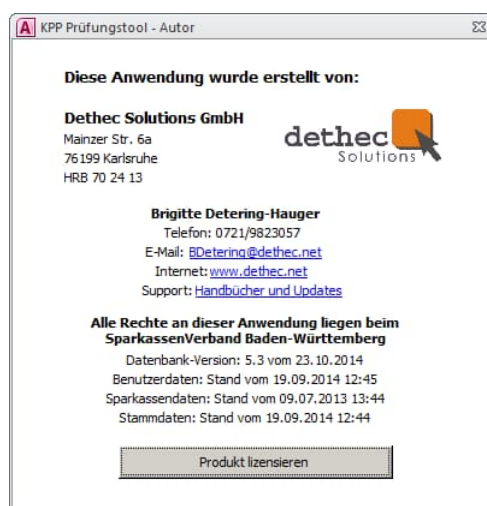 KPP Prüfungstool - Autor
Diese Anwendung wurde erstellt von:
Dethec Solutions GmbH
Mainzer Str. 6a
76199 Karlsruhe
HRB 70 24 13
dethec
Solutions
Brigitte Detering-Hauger
Telefon: 0721/9823057
E-Mail: BDetering@dethec.net
Internet: www.dethec.net
Support: Handbücher und Updates
Alle Rechte an dieser Anwendung liegen beim
SparkassenVerband Baden-Württemberg
Datenbank-Version: 5.3 vom 23.10.2014
Benutzerdaten: Stand vom 19.09.2014 12:45
Sparkassendaten: Stand vom 09.07.2013 13:44
Stammdaten: Stand vom 19.09.2014 12:44
Produkt lizensieren